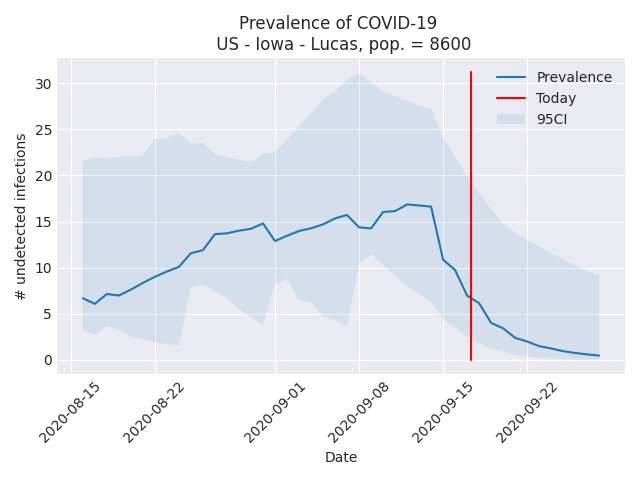 Prevalence of COVID-19
US - Iowa - Lucas, pop. = 8600
30
25
20
15
10
5
0
# undetected infections
Prevalence
Today
95CI
2020-08-15
2020-08-22
2020-09-01
2020-09-08
2020-09-15
2020-09-22
Date